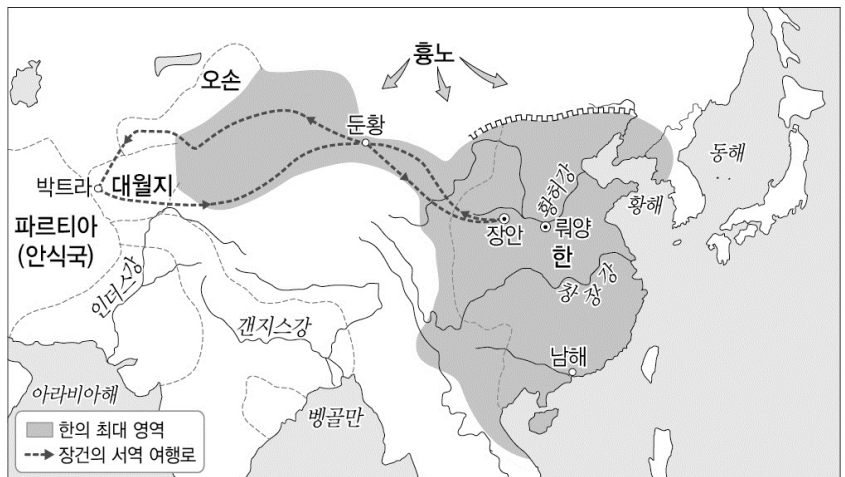 흉노
오손
둔황
동해
박트라
대월지
황허강
황해
파르티아
(안식국)
장안
뤄양
한
인더스강
창장강
갠지스강
남해
아라비아해
벵골만
한의 최대 영역
장건의 서역 여행로